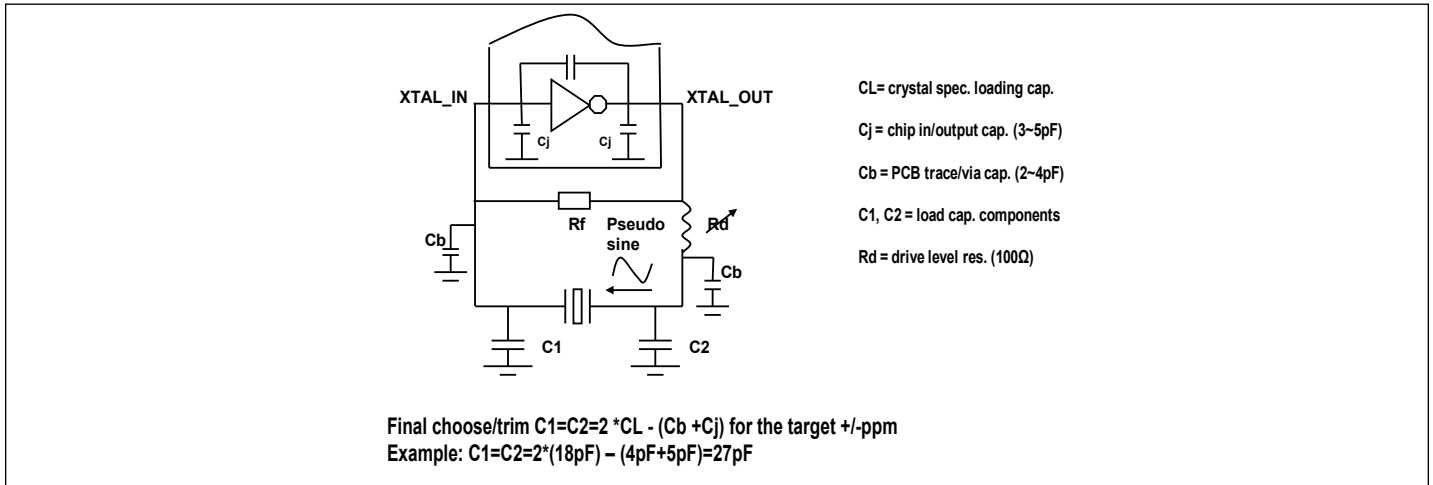 XTAL_IN
XTAL_OUT
Cj
Cj
Rf
Pseudo
sine
Rd
Cb
Cb
C1
C2
CL= crystal spec. loading cap.
Cj = chip in/output cap. (3~5pF)
Cb = PCB trace/via cap. (2~4pF)
C1, C2 = load cap. components
Rd = drive level res. (100Ω)
Final choose/trim C1=C2=2 *CL - (Cb +Cj) for the target +/-ppm
Example: C1=C2=2*(18pF) – (4pF+5pF)=27pF